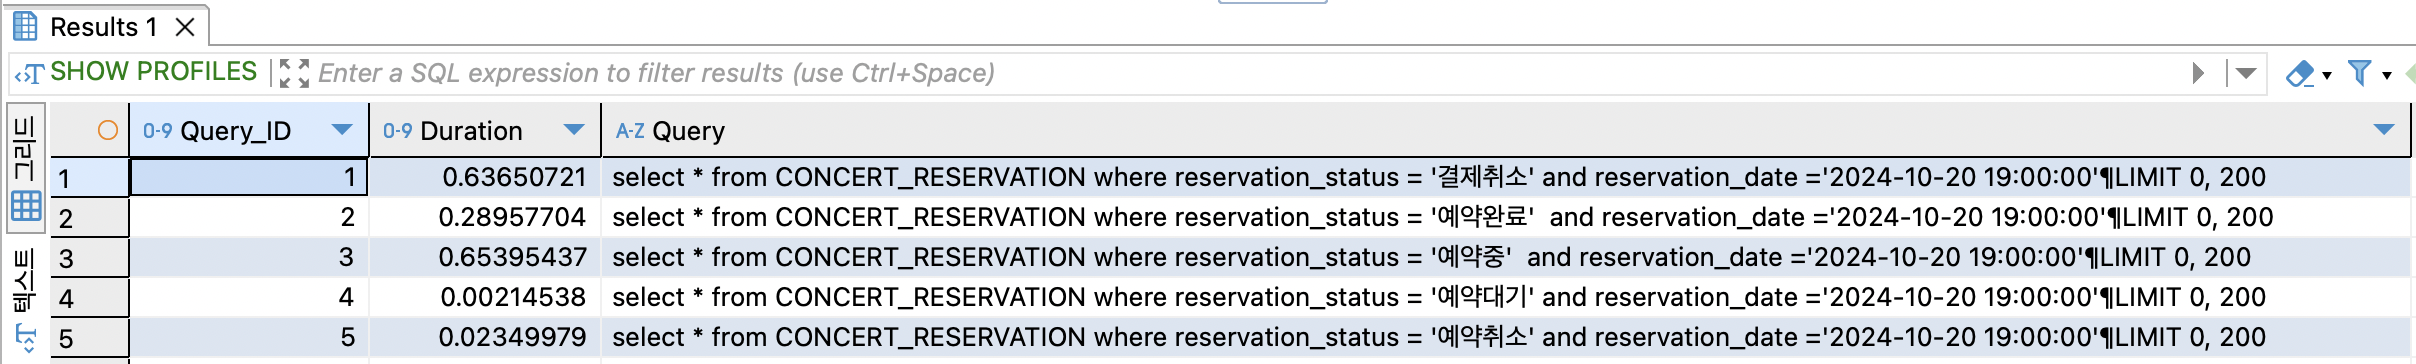 Results 1
SHOW PROFILES Enter a SQL expression to filter results (use Ctrl+Space)
그리드
텍스트
0-9 Query_ID 0-9 Duration A-Z Query
1 1 0.63650721 select * from CONCERT_RESERVATION where reservation_status = '결제취소' and reservation_date ='2024-10-20 19:00:00'¶LIMIT 0, 200
2 2 0.28957704 select * from CONCERT_RESERVATION where reservation_status = '예약완료'  and reservation_date ='2024-10-20 19:00:00'¶LIMIT 0, 200
3 3 0.65395437 select * from CONCERT_RESERVATION where reservation_status = '예약중'  and reservation_date ='2024-10-20 19:00:00'¶LIMIT 0, 200
4 4 0.00214538 select * from CONCERT_RESERVATION where reservation_status = '예약대기' and reservation_date ='2024-10-20 19:00:00'¶LIMIT 0, 200
5 5 0.02349979 select * from CONCERT_RESERVATION where reservation_status = '예약취소' and reservation_date ='2024-10-20 19:00:00'¶LIMIT 0, 200